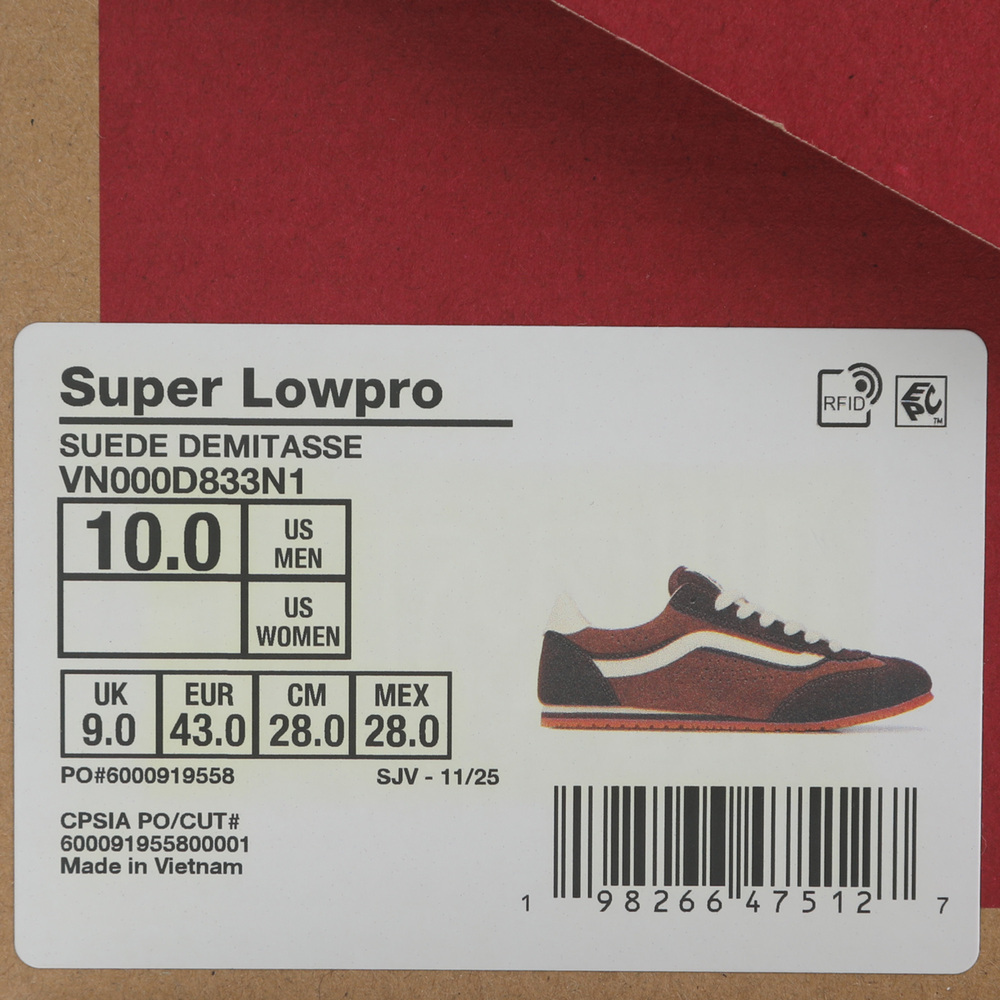 Super Lowpro
SUEDE DEMITASSE
VN000D833N1
10.0 US MEN
US WOMEN
UK EUR CM MEX
9.0 43.0 28.0 28.0
PO#6000919558 SJV - 11/25
CPSIA PO/CUT#
600091955800001
Made in Vietnam
RFID
EPC™
1 98266 47512 7